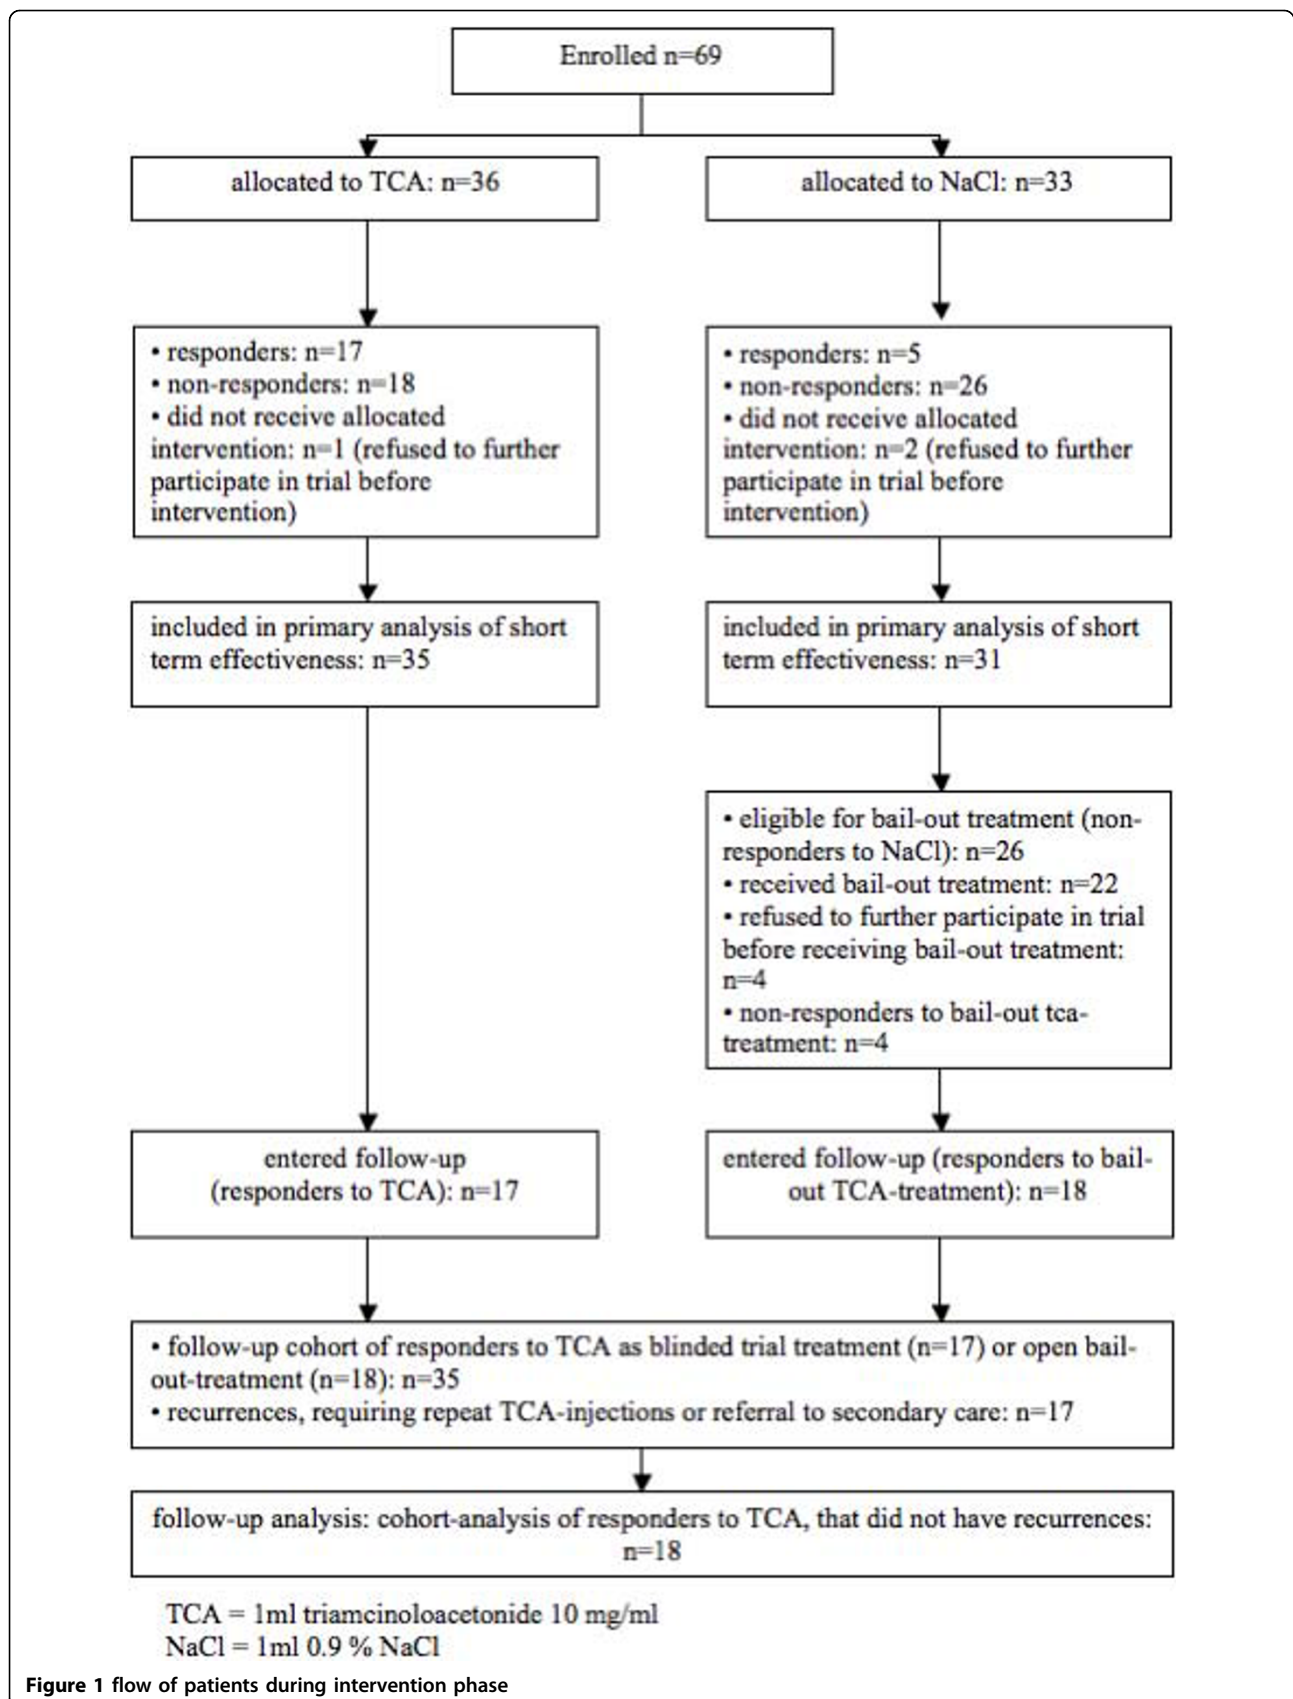 Enrolled n=69
allocated to TCA: n=36
allocated to NaCl: n=33
• responders: n=17
• non-responders: n=18
• did not receive allocated
intervention: n=1 (refused to further
participate in trial before
intervention)
• responders: n=5
• non-responders: n=26
• did not receive allocated
intervention: n=2 (refused to further
participate in trial before
intervention)
included in primary analysis of short
term effectiveness: n=35
included in primary analysis of short
term effectiveness: n=31
• eligible for bail-out treatment (non-
responders to NaCl): n=26
• received bail-out treatment: n=22
• refused to further participate in trial
before receiving bail-out treatment:
n=4
• non-responders to bail-out tca-
treatment: n=4
entered follow-up
(responders to TCA): n=17
entered follow-up (responders to bail-
out TCA-treatment): n=18
• follow-up cohort of responders to TCA as blinded trial treatment (n=17) or open bail-
out-treatment (n=18): n=35
• recurrences, requiring repeat TCA-injections or referral to secondary care: n=17
follow-up analysis: cohort-analysis of responders to TCA, that did not have recurrences:
n=18
TCA = 1ml triamcinoloacetonide 10 mg/ml
NaCl = 1ml 0.9 % NaCl
Figure 1 flow of patients during intervention phase